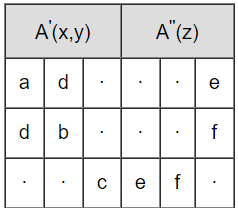 A'(x,y) A''(z)
a d · · · e
d b · · · f
· · c e f ·